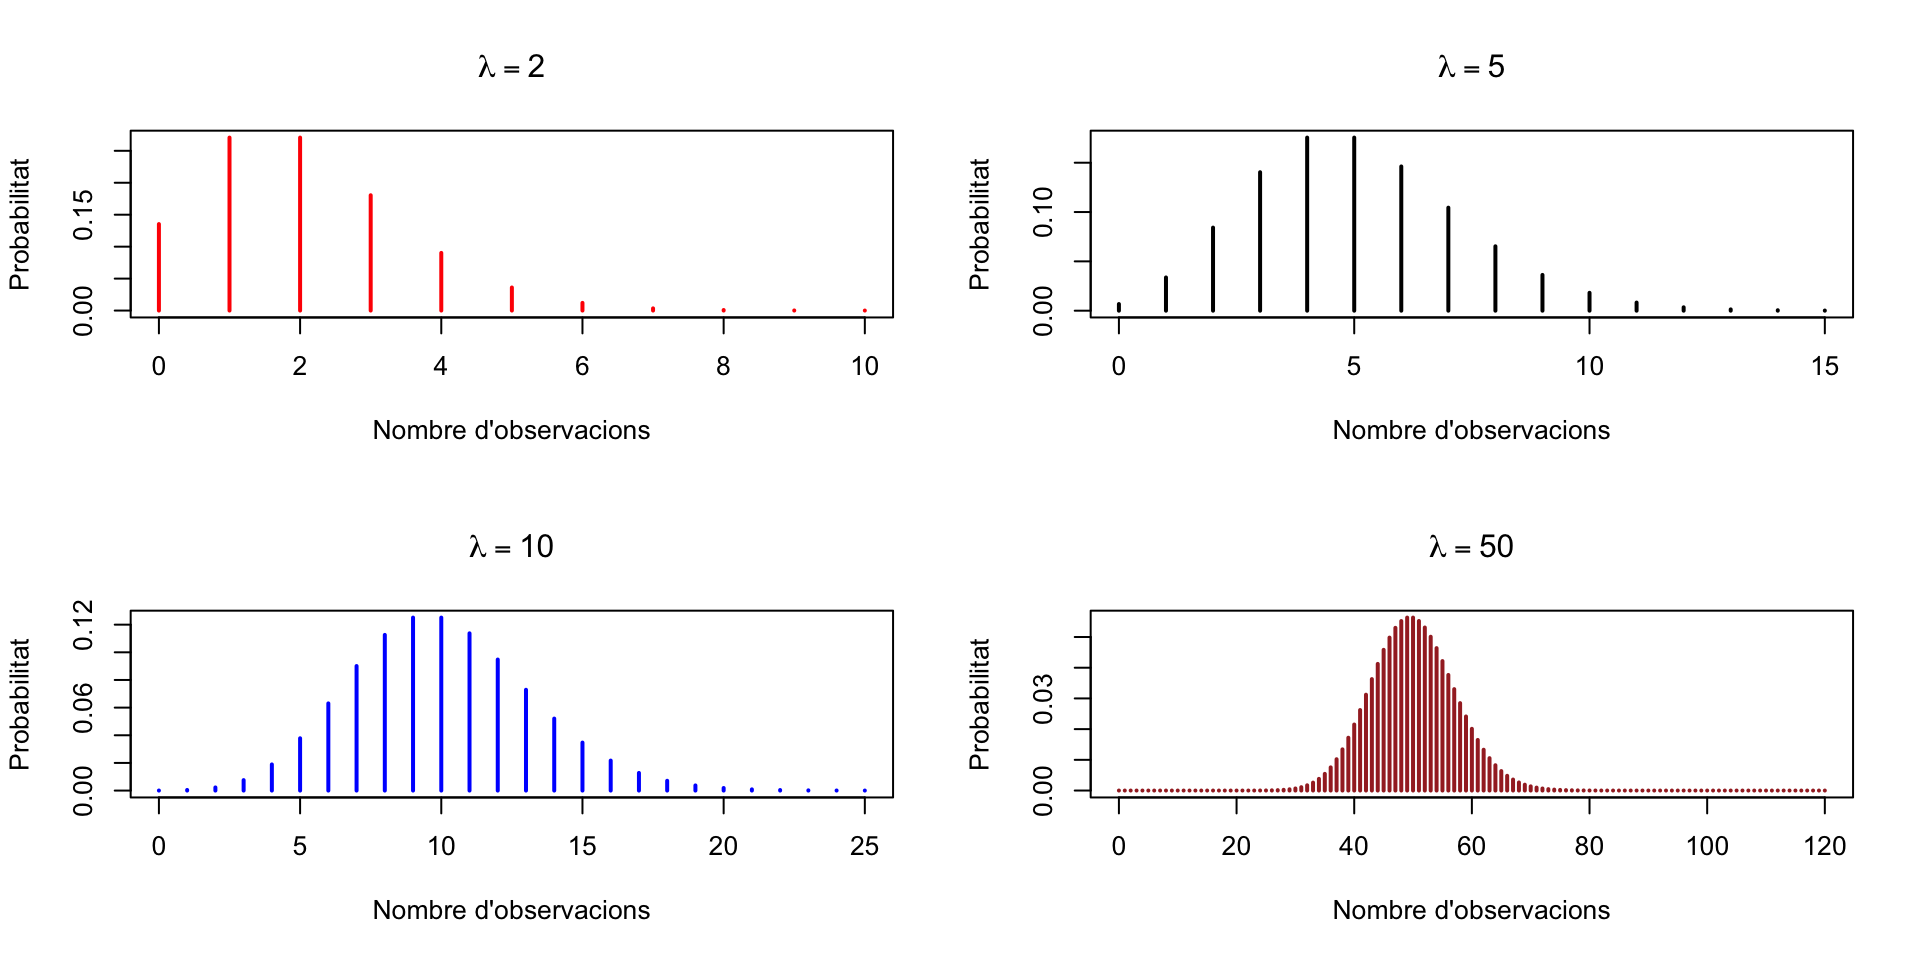 λ = 2
Probabilitat
0.00 0.15
0 2 4 6 8 10
Nombre d'observacions
λ = 5
Probabilitat
0.00 0.10
0 5 10 15
Nombre d'observacions
λ = 10
Probabilitat
0.00 0.06 0.12
0 5 10 15 20 25
Nombre d'observacions
λ = 50
Probabilitat
0.00 0.03
0 20 40 60 80 100 120
Nombre d'observacions